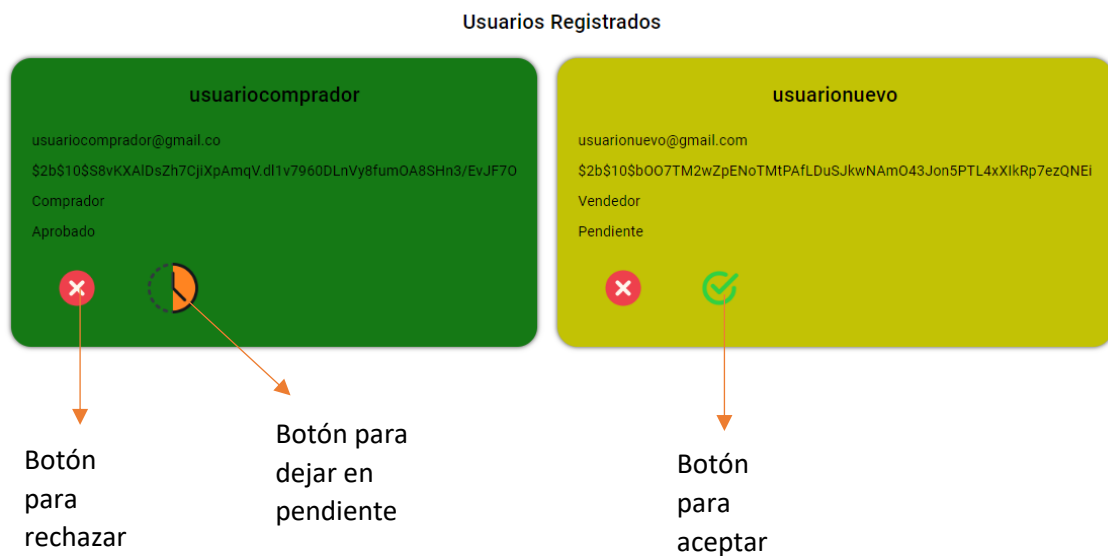 Usuarios Registrados
usuariocomprador
usuariocomprador@gmail.co
$2b$10$S8vKXAlDsZh7CjiXpAmqV.dl1v7960DLnVy8fumOA8SHn3/EvJF7O
Comprador
Aprobado
usuarionuevo
usuarionuevo@gmail.com
$2b$10$bOO7TM2wZpENoTMtPAfLDuSJkwNAmO43Jon5PTL4xXIkRp7ezQNEi
Vendedor
Pendiente
Botón
para
rechazar
Botón para
dejar en
pendiente
Botón
para
aceptar